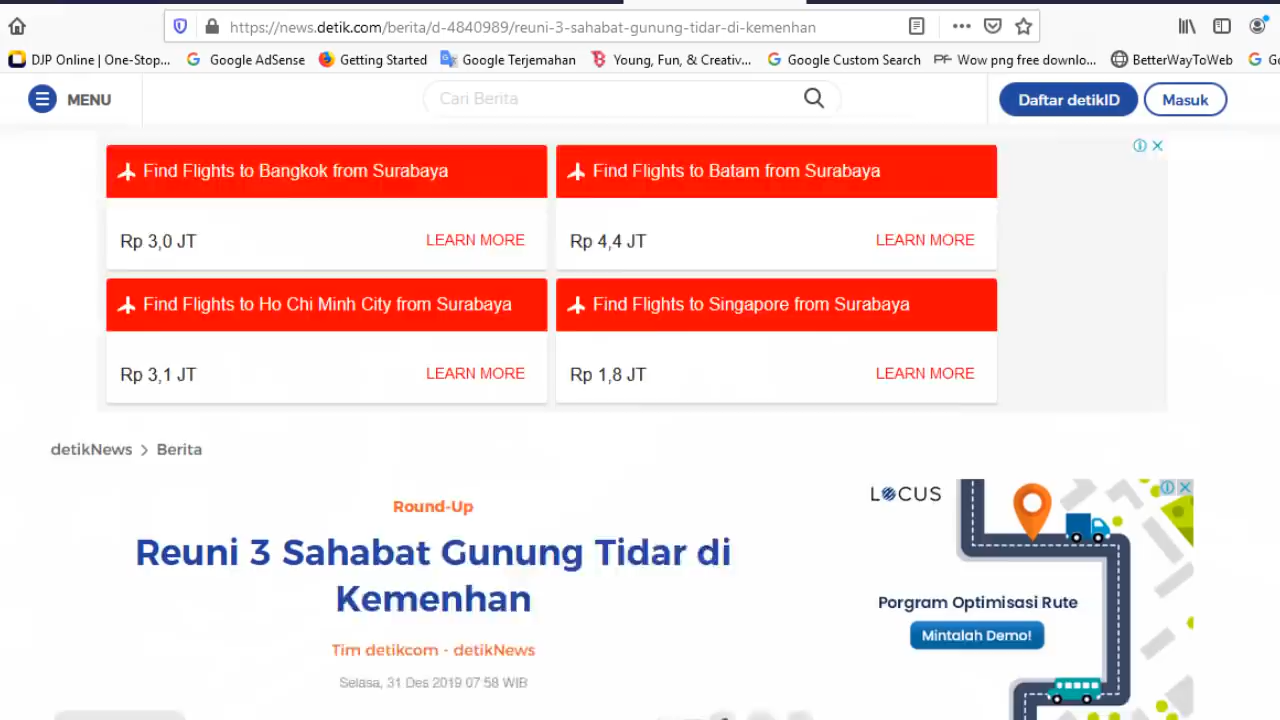 https://news.detik.com/berita/d-4840989/reuni-3-sahabat-gunung-tidar-di-kemenhan
DJP Online | One-Stop... Google AdSense Getting Started Google Terjemahan Young, Fun, & Creativ... Google Custom Search Wow png free downlo... BetterWayToWeb Go
MENU Cari Berita Daftar detikID Masuk
Find Flights to Bangkok from Surabaya
Rp 3,0 JT LEARN MORE
Find Flights to Batam from Surabaya
Rp 4,4 JT LEARN MORE
Find Flights to Ho Chi Minh City from Surabaya
Rp 3,1 JT LEARN MORE
Find Flights to Singapore from Surabaya
Rp 1,8 JT LEARN MORE
detikNews > Berita
Round-Up
Reuni 3 Sahabat Gunung Tidar di
Kemenhan
Tim detikcom - detikNews
Selasa, 31 Des 2019 07 58 WIB
LOCUS
Porgram Optimisasi Rute
Mintalah Demo!